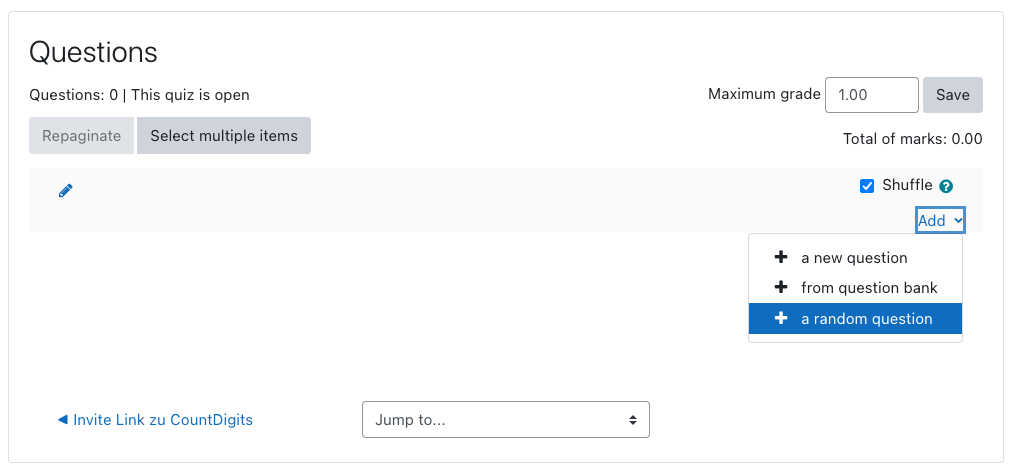 Questions
Questions: 0 | This quiz is open
Maximum grade 1.00 Save
Repaginate Select multiple items
Total of marks: 0.00
Shuffle ?
Add
a new question
from question bank
a random question
◄ Invite Link zu CountDigits
Jump to...